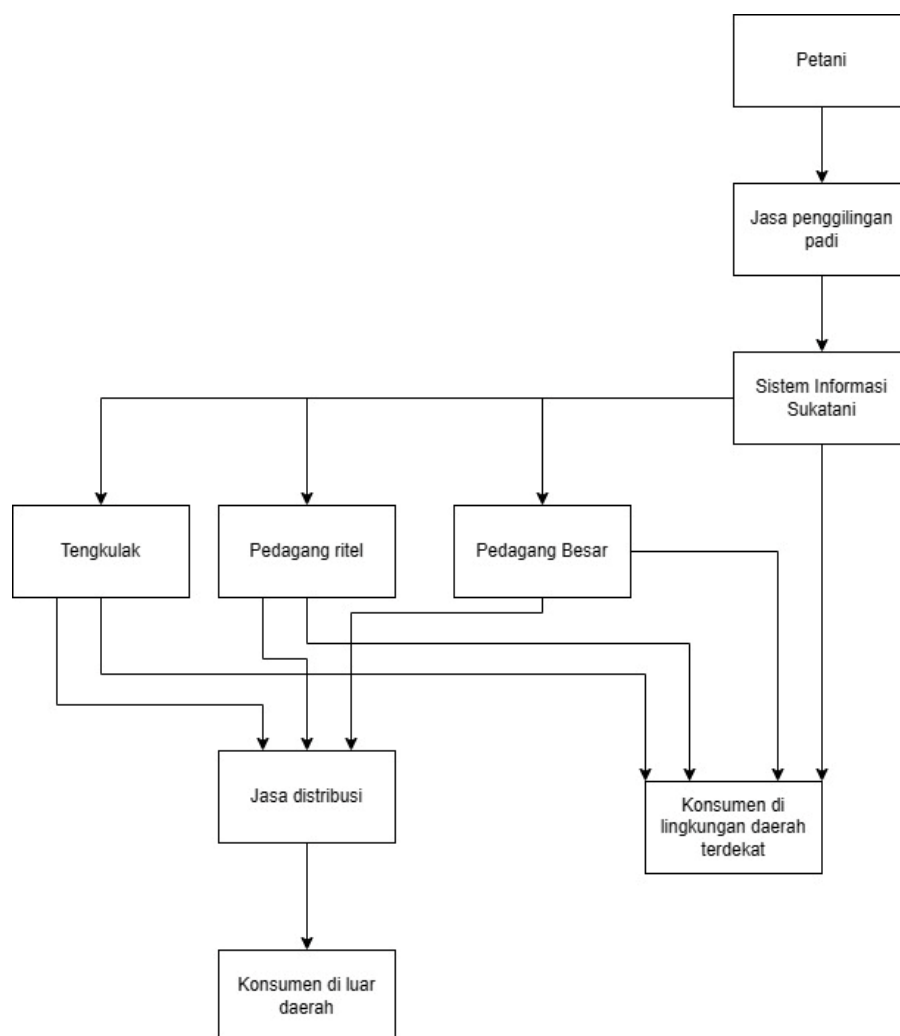 Petani
Jasa penggilingan
padi
Sistem Informasi
Sukatani
Tengkulak
Pedagang ritel
Pedagang Besar
Jasa distribusi
Konsumen di
lingkungan daerah
terdekat
Konsumen di luar
daerah